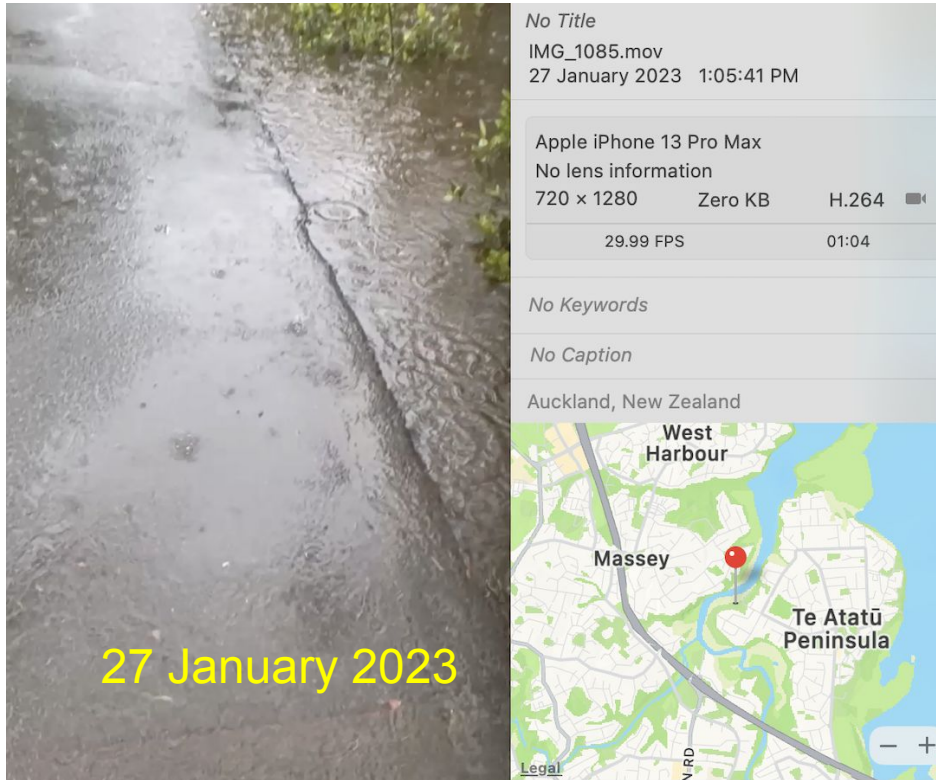 No Title
IMG_1085.mov
27 January 2023 1:05:41 PM
Apple iPhone 13 Pro Max
No lens information
720 × 1280 Zero KB H.264
29.99 FPS 01:04
No Keywords
No Caption
Auckland, New Zealand
West
Harbour
Massey
Te Atatū
Peninsula
N RD
Legal
27 January 2023